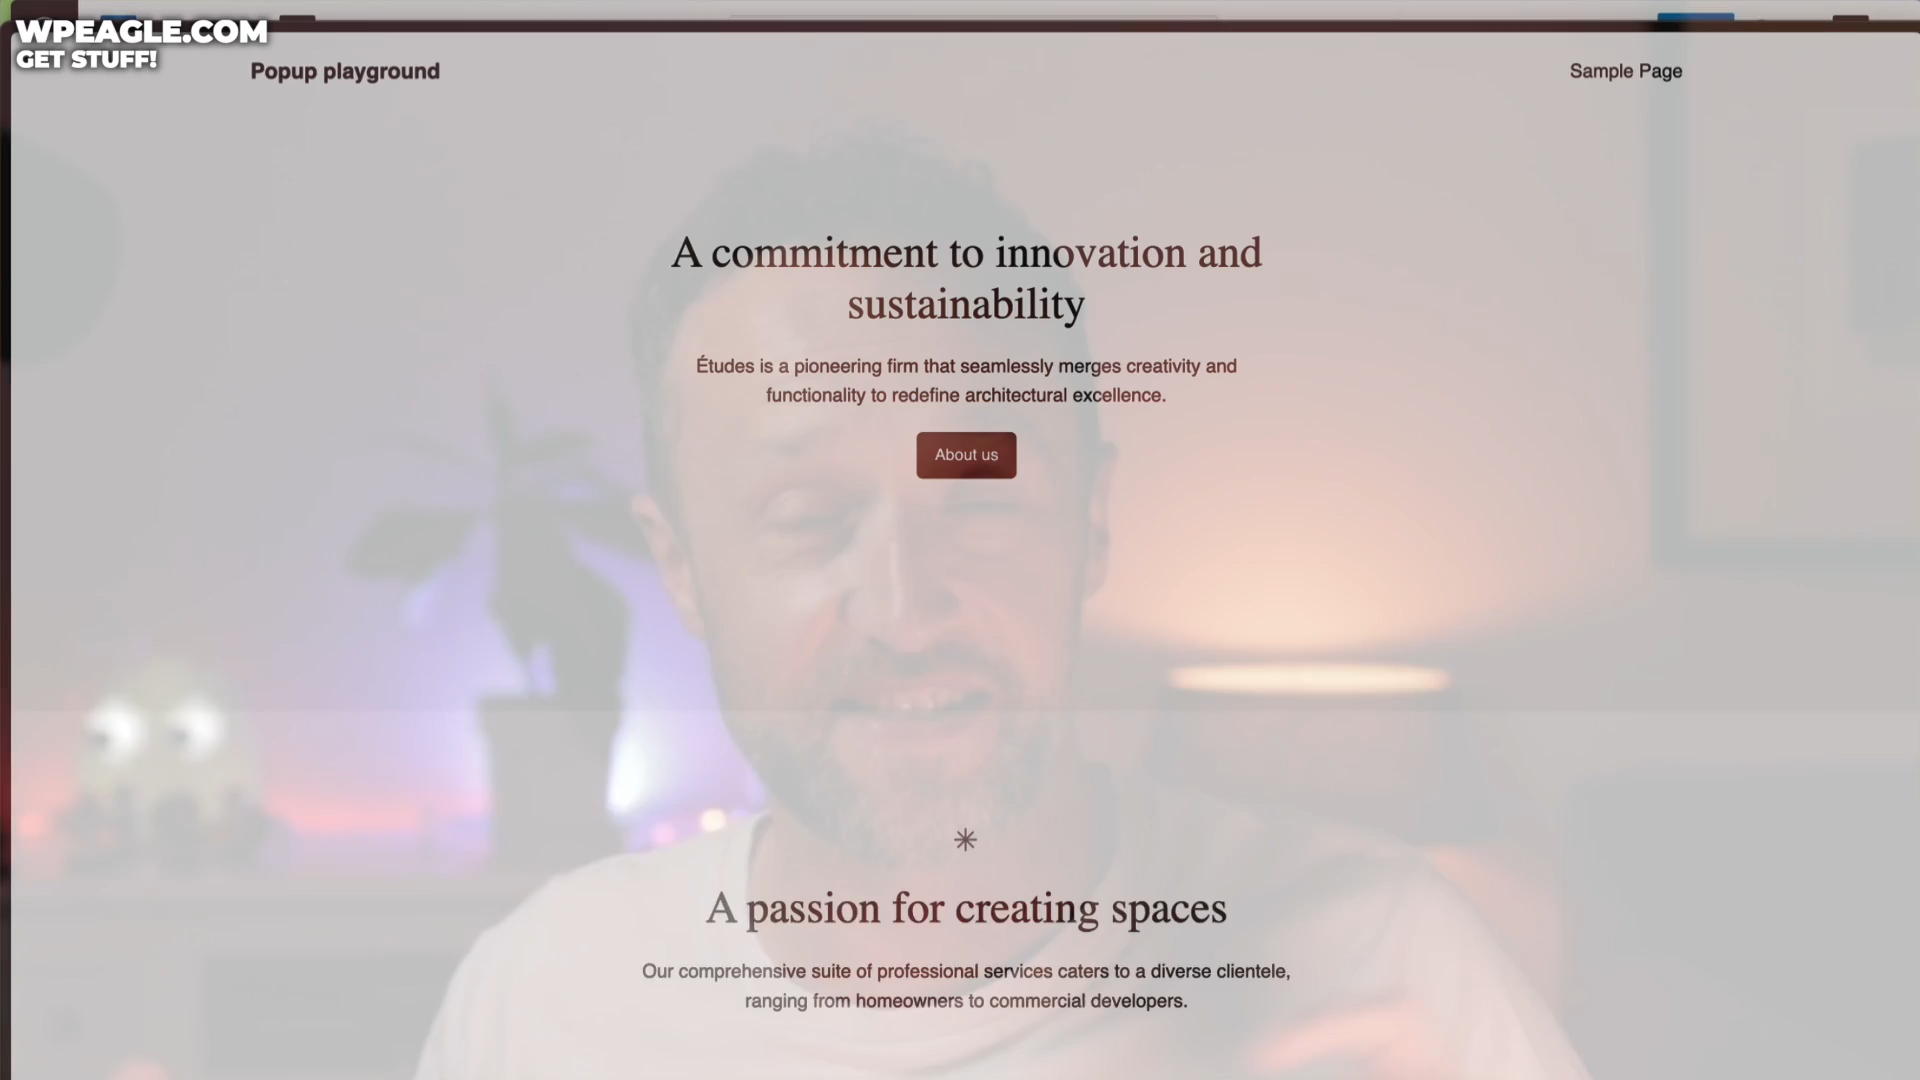 WPEAGLE.COM
GET STUFF!
Popup playground
Sample Page
A commitment to innovation and
sustainability
Études is a pioneering firm that seamlessly merges creativity and
functionality to redefine architectural excellence.
About us
A passion for creating spaces
Our comprehensive suite of professional services caters to a diverse clientele,
ranging from homeowners to commercial developers.